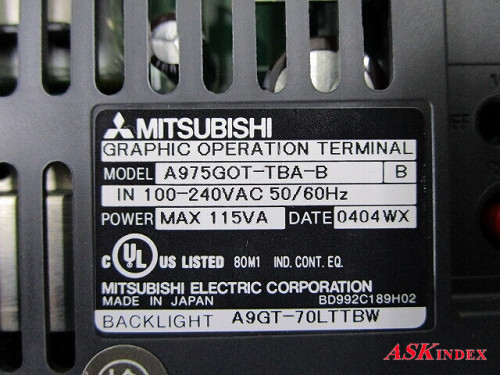 MITSUBISHI
GRAPHIC OPERATION TERMINAL
MODEL A975GOT-TBA-B B
IN 100-240VAC 50/60Hz
POWER MAX 115VA DATE 0404WX
c UL US LISTED 80M1 IND. CONT. EQ.
MITSUBISHI ELECTRIC CORPORATION
MADE IN JAPAN BD992C189H02
BACKLIGHT A9GT-70LTTBW
ASKINDEX